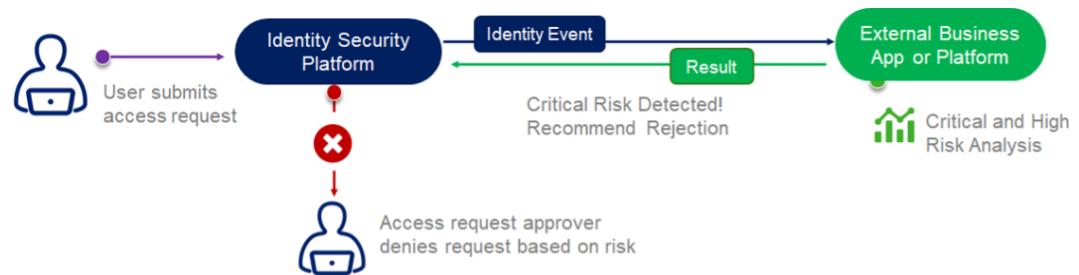 User submits
access request
Identity Security
Platform
Identity Event
External Business
App or Platform
Result
Critical Risk Detected!
Recommend Rejection
Critical and High
Risk Analysis
Access request approver
denies request based on risk